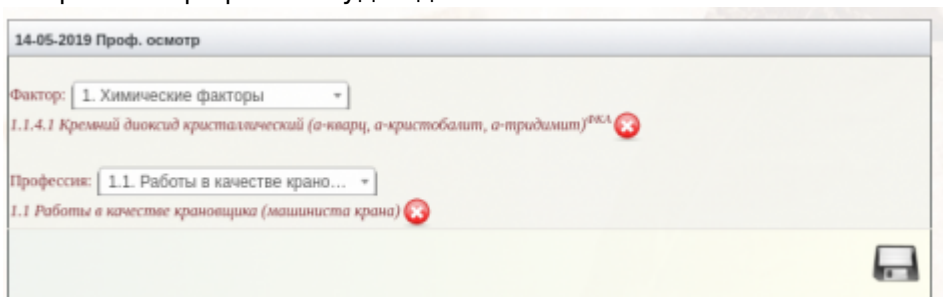 14-05-2019 Проф. осмотр
Фактор: 1. Химические факторы
1.1.4.1 Кремний диоксид кристаллический (а-кварц, а-кристобалит, а-тридимит)ФКА
Профессия: 1.1. Работы в качестве крано...
1.1 Работы в качестве крановщика (машиниста крана)